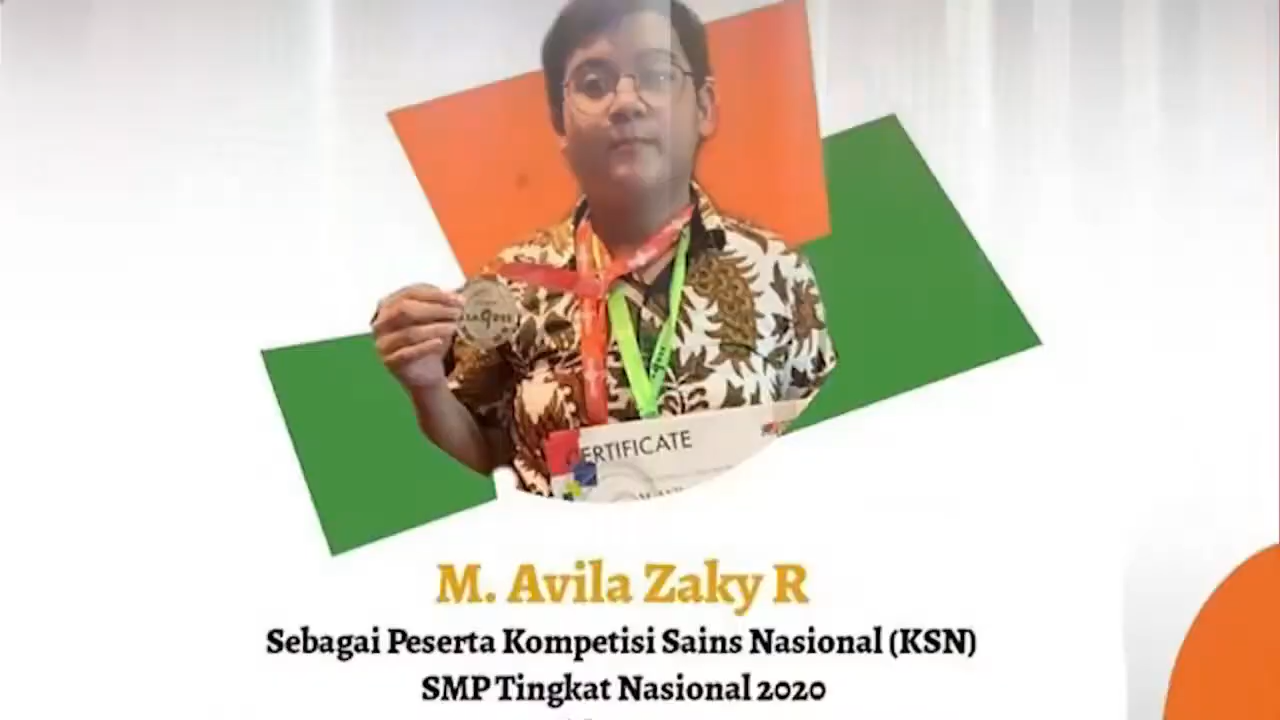 CERTIFICATE
M. Avila Zaky R
Sebagai Peserta Kompetisi Sains Nasional (KSN)
SMP Tingkat Nasional 2020